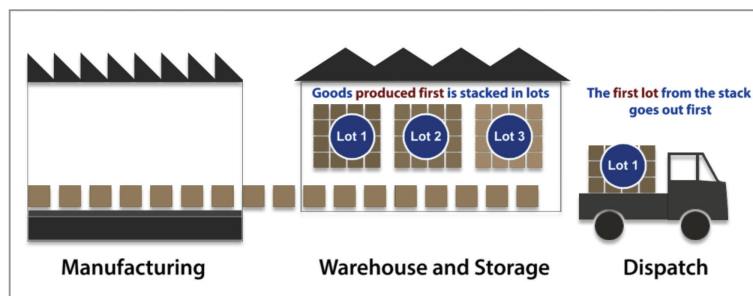 Goods produced first is stacked in lots
The first lot from the stack
goes out first
Lot 1
Lot 2
Lot 3
Lot 1
Manufacturing
Warehouse and Storage
Dispatch